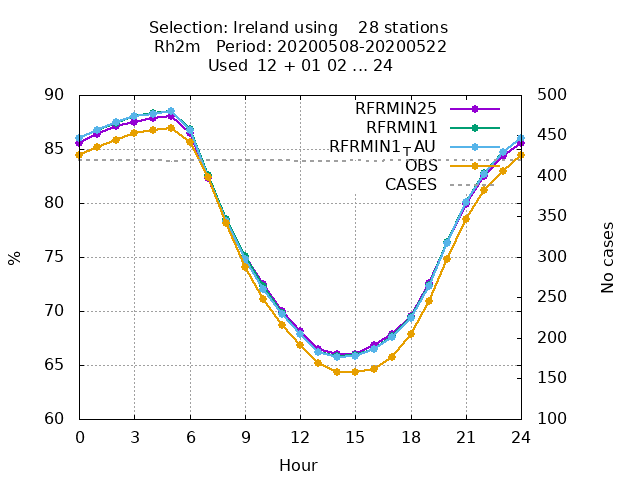 Selection: Ireland using 28 stations
Rh2m Period: 20200508-20200522
Used 12 + 01 02 ... 24
90
85
80
75
70
65
60
%
500
450
400
350
300
250
200
150
100
No cases
RFRMIN25
RFRMIN1
RFRMIN1_AU
OBS
CASES
0 3 6 9 12 15 18 21 24
Hour